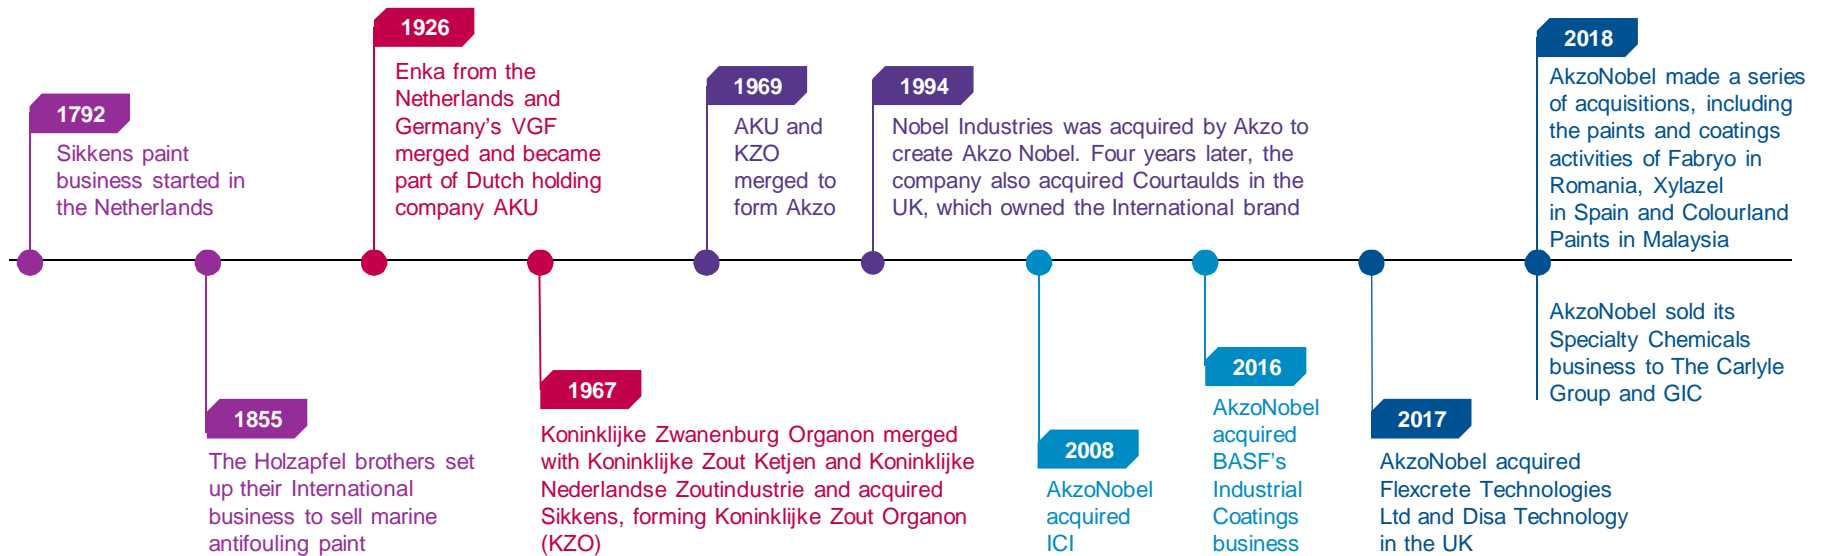 1792
Sikkens paint
business started in
the Netherlands
1855
The Holzapfel brothers set
up their International
business to sell marine
antifouling paint
1926
Enka from the
Netherlands and
Germany’s VGF
merged and became
part of Dutch holding
company AKU
1967
Koninklijke Zwanenburg Organon merged
with Koninklijke Zout Ketjen and Koninklijke
Nederlandse Zoutindustrie and acquired
Sikkens, forming Koninklijke Zout Organon
(KZO)
1969
AKU and
KZO
merged to
form Akzo
1994
Nobel Industries was acquired by Akzo to
create Akzo Nobel. Four years later, the
company also acquired Courtaulds in the
UK, which owned the International brand
2008
AkzoNobel
acquired
ICI
2016
AkzoNobel
acquired
BASF’s
Industrial
Coatings
business
2017
AkzoNobel acquired
Flexcrete Technologies
Ltd and Disa Technology
in the UK
2018
AkzoNobel made a series
of acquisitions, including
the paints and coatings
activities of Fabryo in
Romania, Xylazel
in Spain and Colourland
Paints in Malaysia
AkzoNobel sold its
Specialty Chemicals
business to The Carlyle
Group and GIC